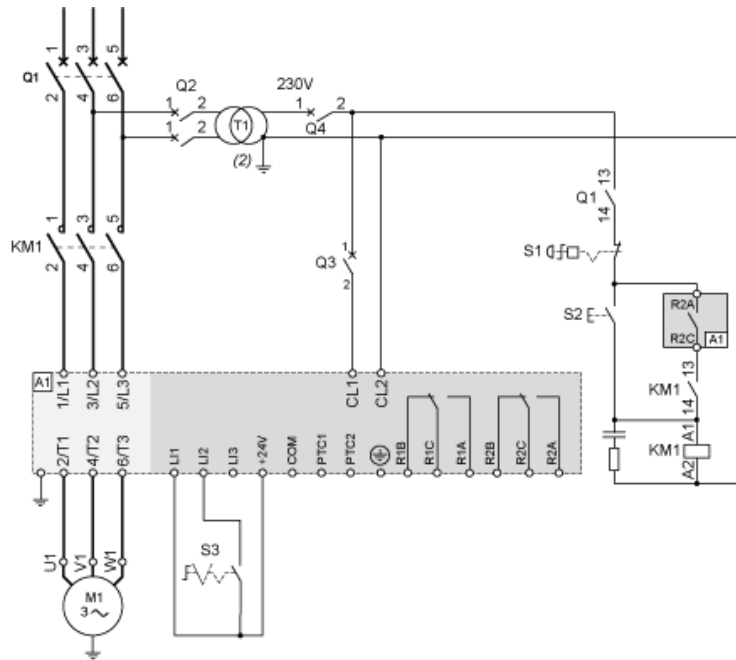 1 3 5
Q1
2 4 6
Q2
1 2
1 2
T1
(2)
230V
1 2
Q4
13
Q1
14
1 3 5
KM1
2 4 6
Q3
1
2
S1
S2
R2A
R2C
A1
13
KM1
14
A1
KM1
A2
A1
1/L1 3/L2 5/L3 CL1 CL2
2/T1 4/T2 6/T3 LI1 LI2 LI3 +24V COM PTC1 PTC2 R1B R1C R1A R2B R2C R2A
S3
U1 V1 W1
M1
3